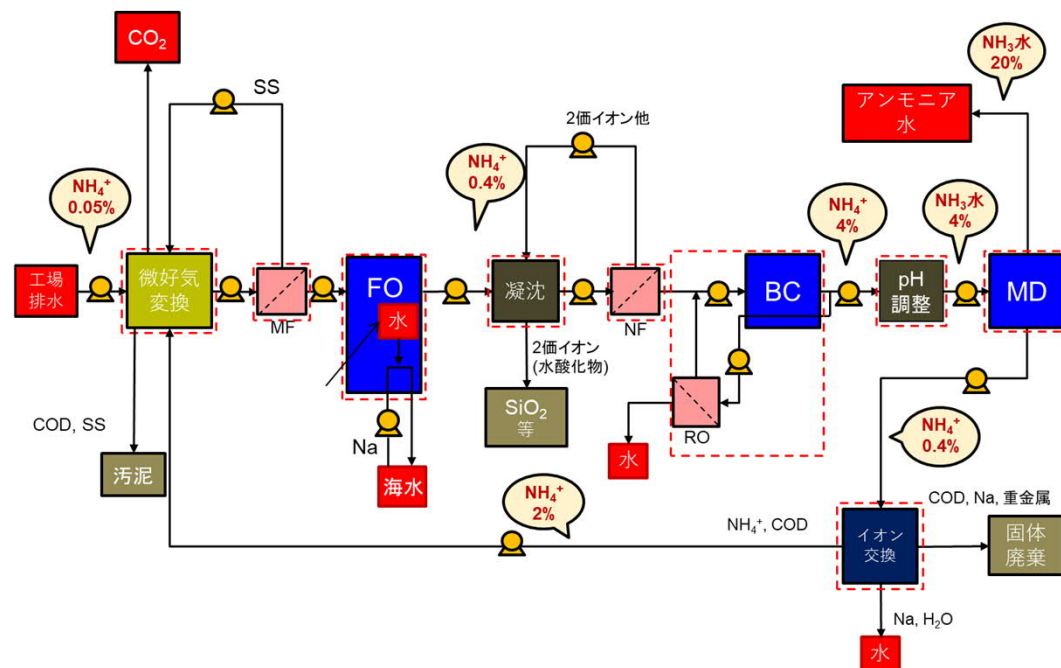 CO₂
SS
NH₄⁺
0.05%
工場
排水
微好気
変換
COD, SS
汚泥
MF
FO
水
Na
海水
2価イオン他
NH₄⁺
0.4%
凝沈
2価イオン
(水酸化物)
SiO₂
等
NF
RO
水
BC
NH₄⁺
4%
pH
調整
NH₃水
4%
MD
アンモニア
水
NH₃水
20%
NH₄⁺
0.4%
イオン
交換
COD, Na, 重金属
固体
廃棄
NH₄⁺, COD
NH₄⁺
2%
Na, H₂O
水